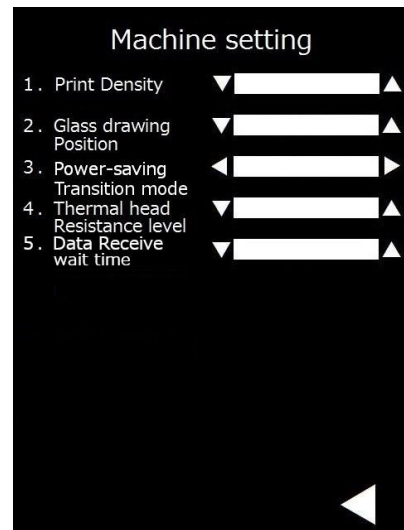 Machine setting
1. Print Density
2. Glass drawing
Position
3. Power-saving
Transition mode
4. Thermal head
Resistance level
5. Data Receive
wait time